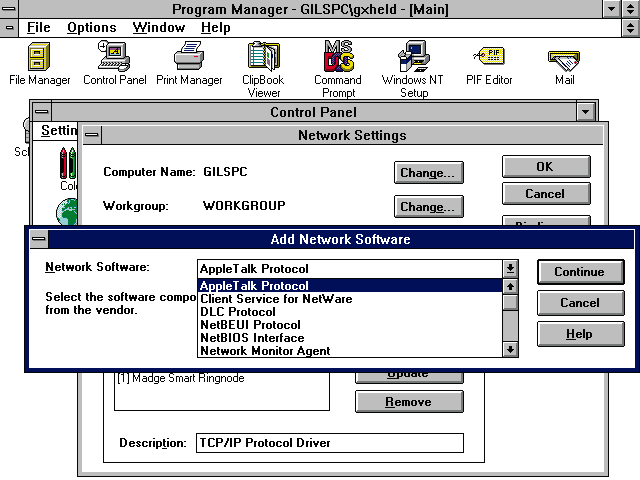 Program Manager - GILSPC\gxheld - [Main]
File Options Window Help
File Manager Control Panel Print Manager ClipBook Viewer Command Prompt Windows NT Setup PIF Editor Mail
MS
PIF
Control Panel
Network Settings
Computer Name: GILSPC Change... OK
Cancel
Workgroup: WORKGROUP Change...
Add Network Software
Network Software: AppleTalk Protocol Continue
AppleTalk Protocol
Client Service for NetWare
DLC Protocol
NetBEUI Protocol
NetBIOS Interface
Network Monitor Agent
Select the software compo
from the vendor.
Cancel
Help
[1] Madge Smart Ringnode
Update
Remove
Description: TCP/IP Protocol Driver